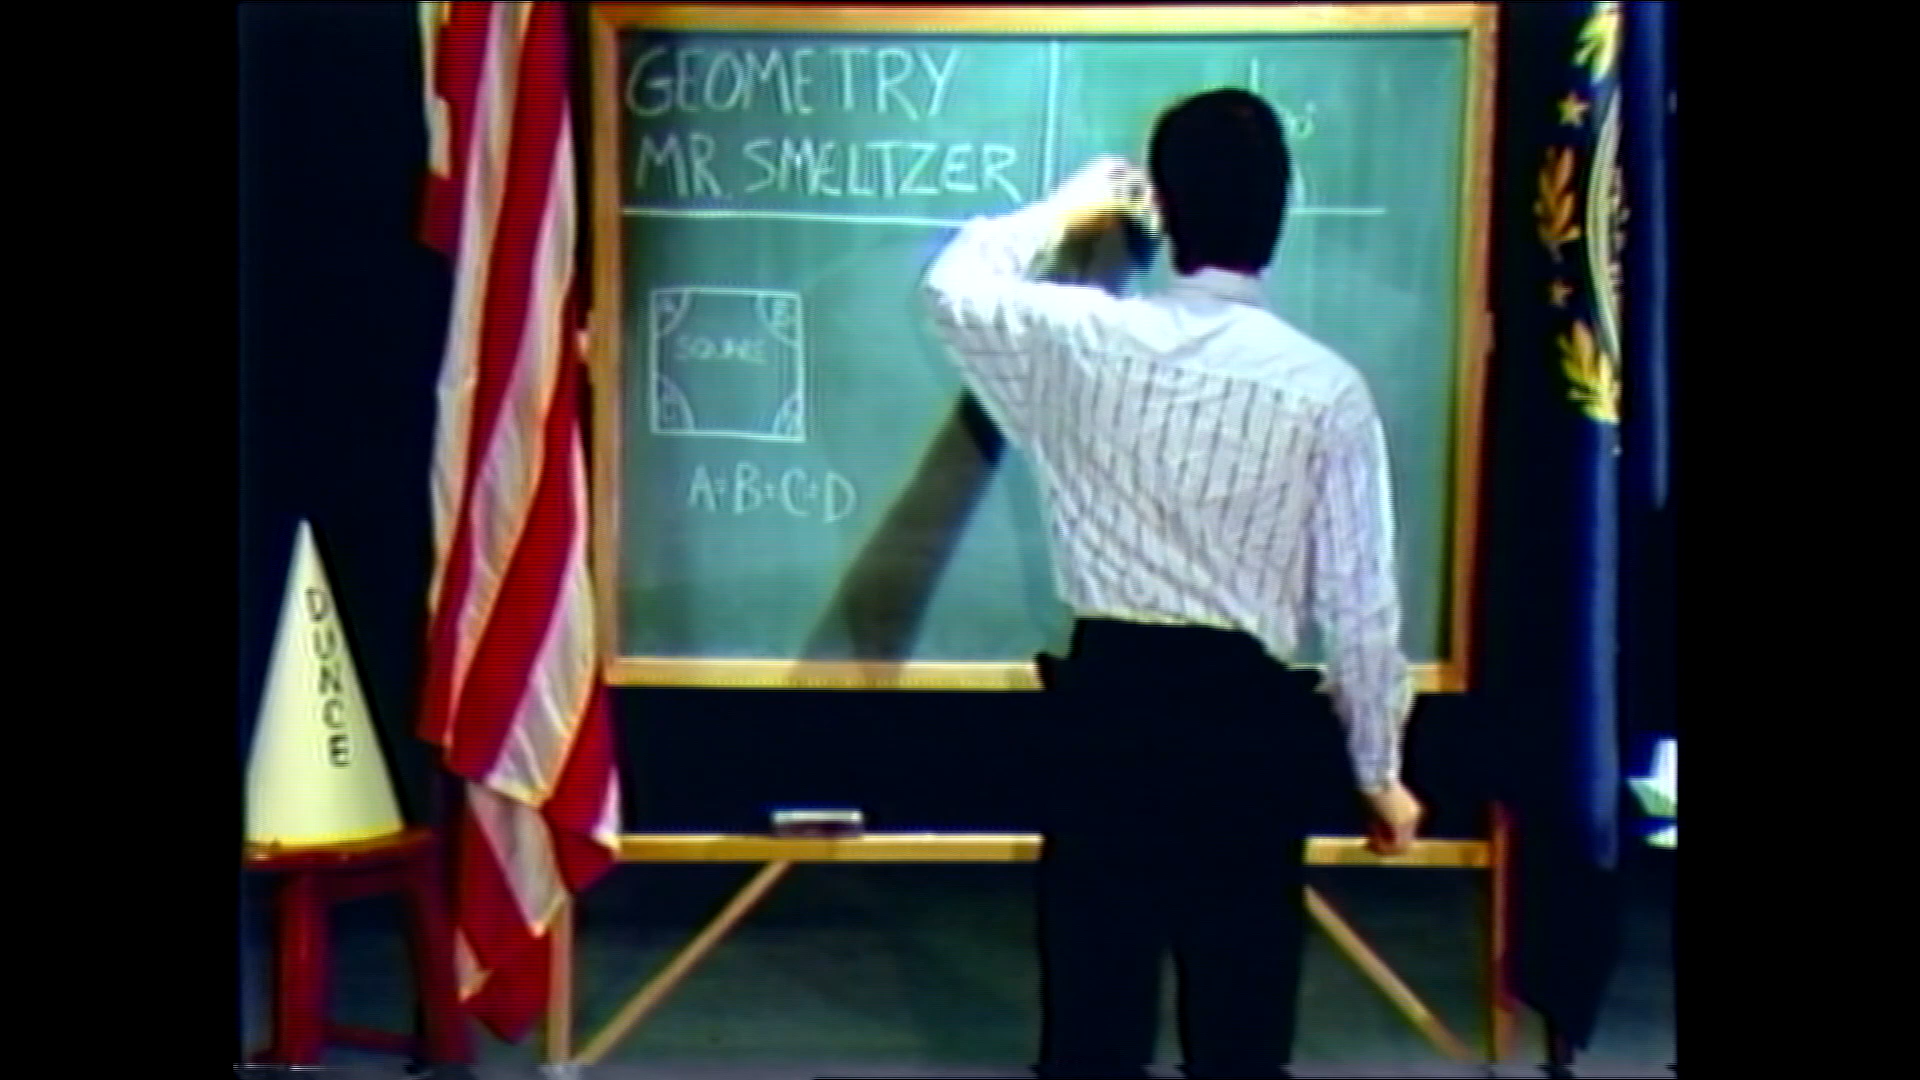 GEOMETRY
MR. SMELTZER
A B
SQUARE
A=B=C=D
DUNCE